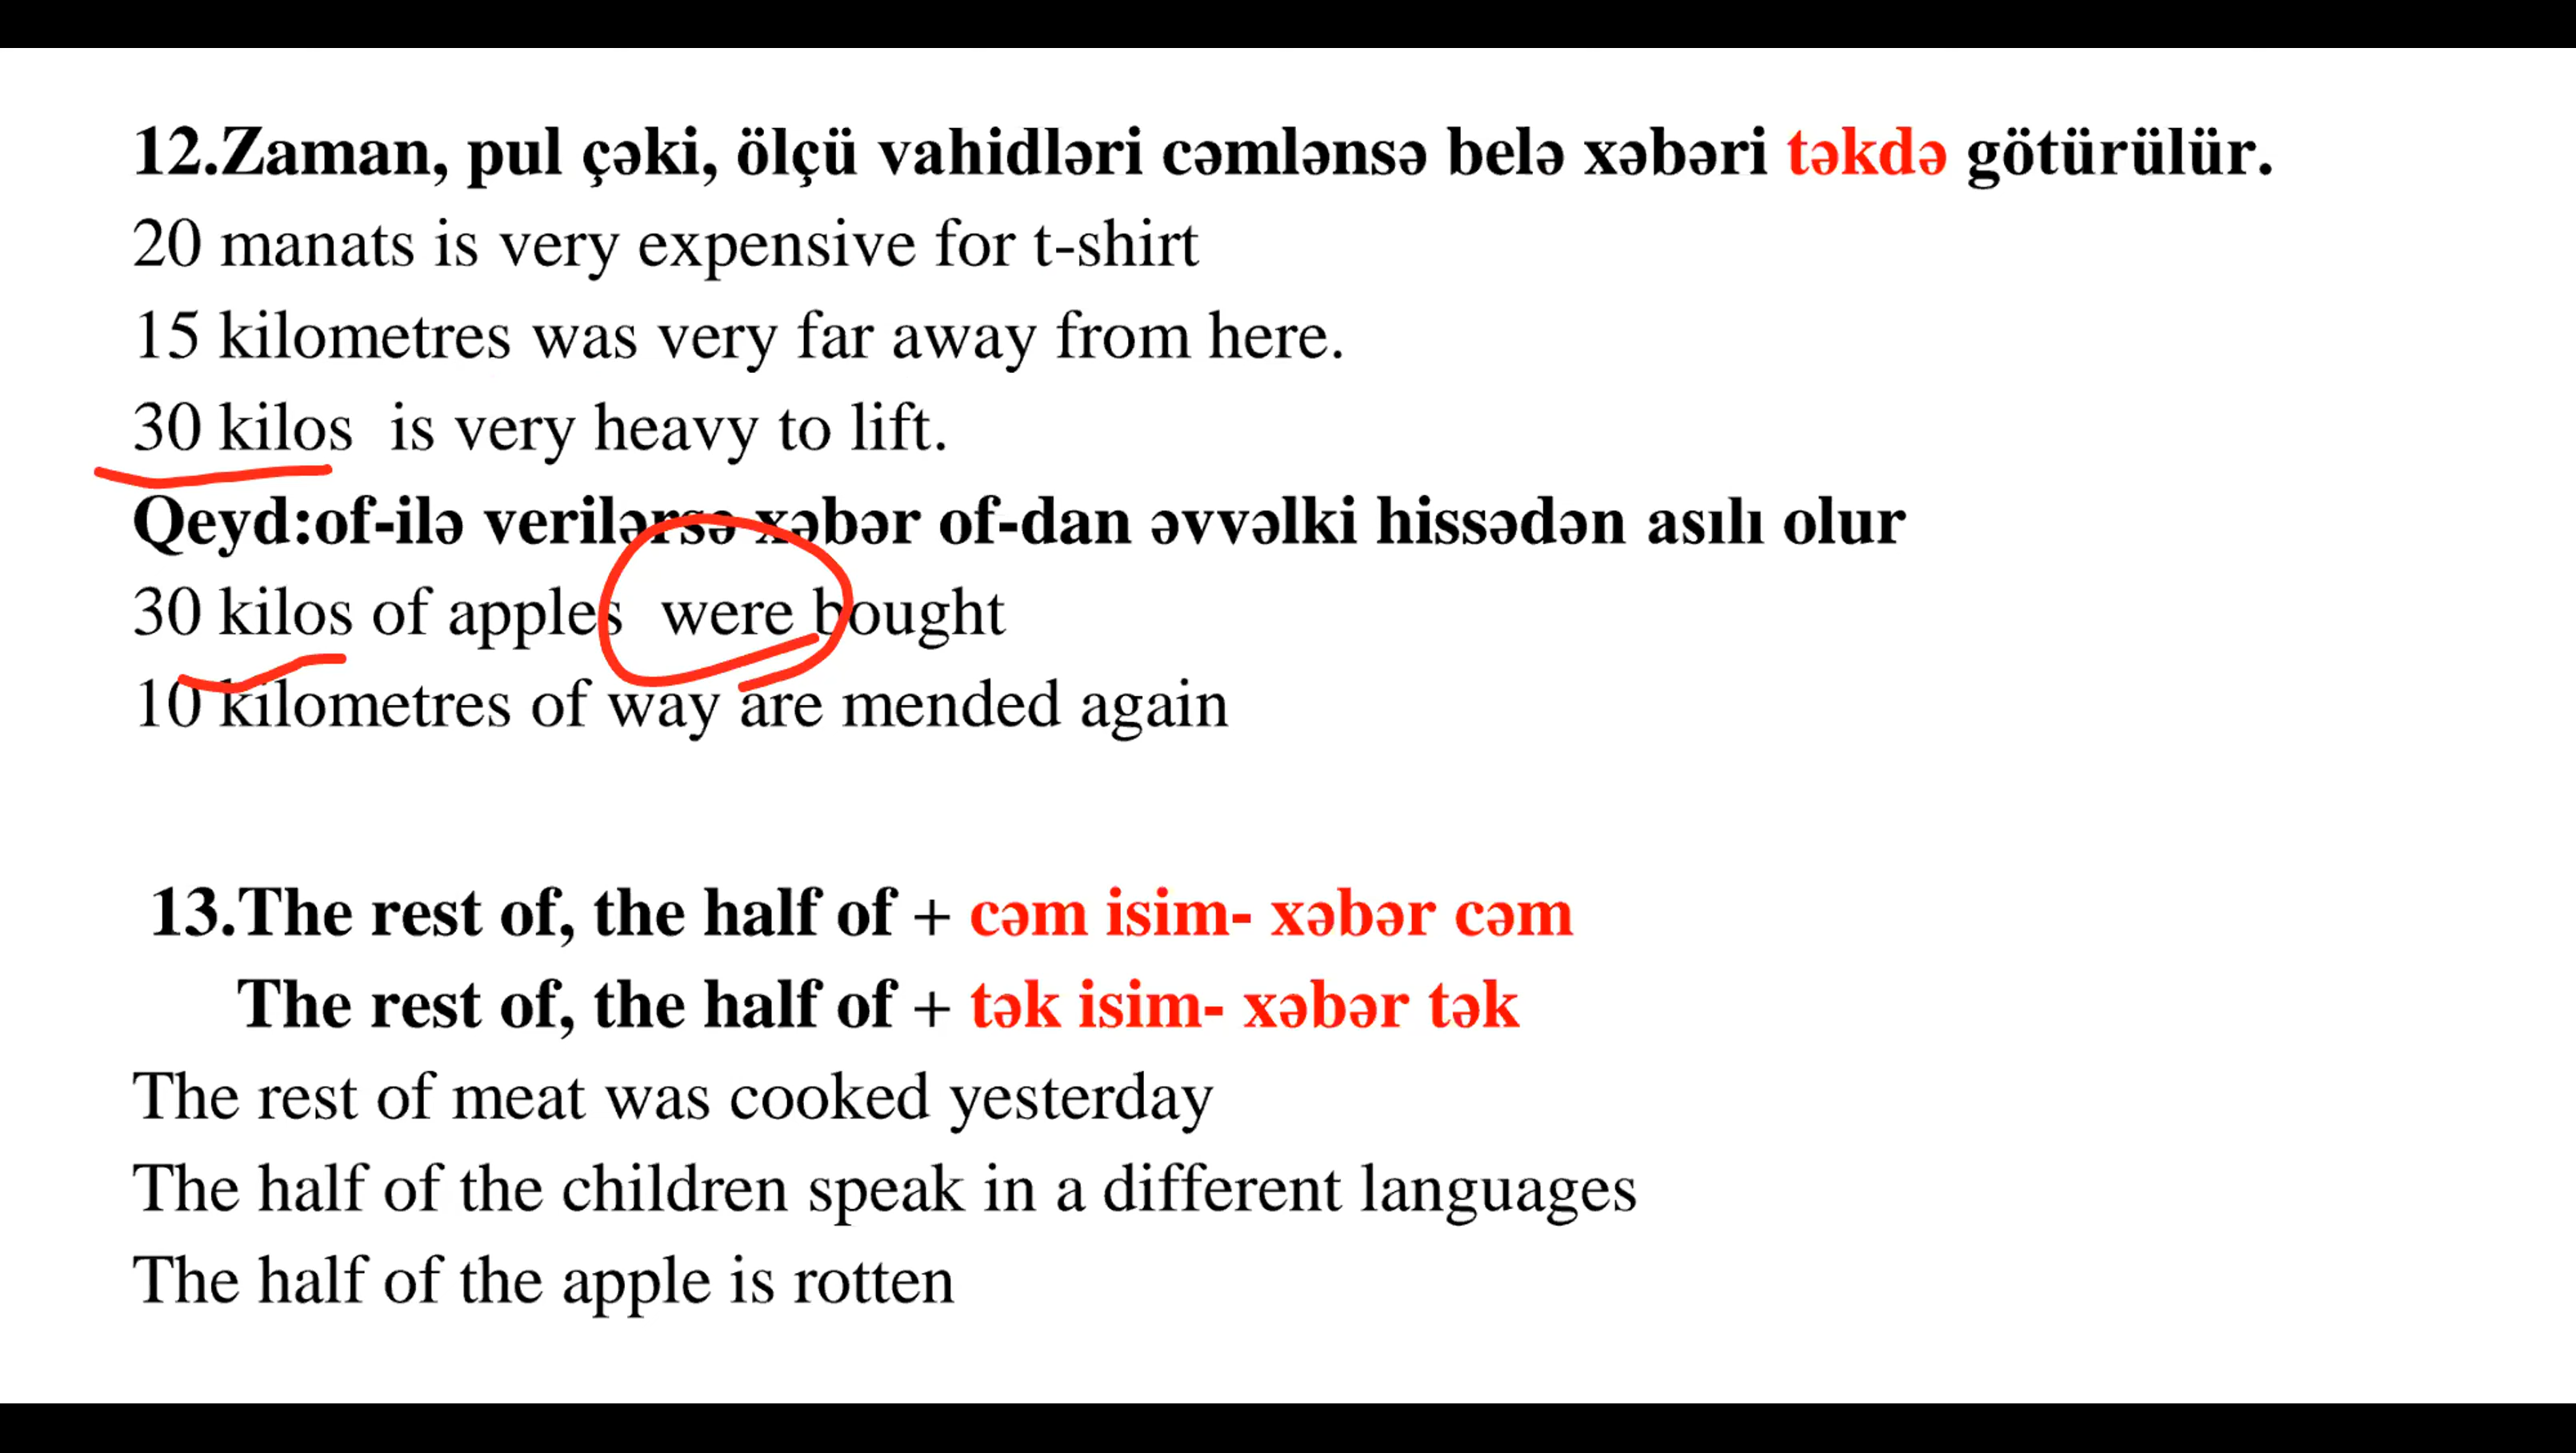 12.Zaman, pul çəki, ölçü vahidləri cəmlənsə belə xəbəri təkdə götürülür.
20 manats is very expensive for t-shirt
15 kilometres was very far away from here.
30 kilos is very heavy to lift.
Qeyd:of-ilə verilərsə xəbər of-dan əvvəlki hissədən asılı olur
30 kilos of apples were bought
10 kilometres of way are mended again
13.The rest of, the half of + cəm isim- xəbər cəm
The rest of, the half of + tək isim- xəbər tək
The rest of meat was cooked yesterday
The half of the children speak in a different languages
The half of the apple is rotten